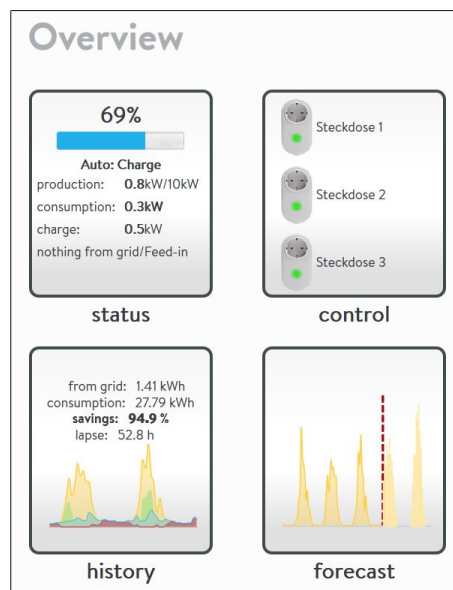 Overview
69%
Auto: Charge
production: 0.8kW/10kW
consumption: 0.3kW
charge: 0.5kW
nothing from grid/Feed-in
status
Steckdose 1
Steckdose 2
Steckdose 3
control
from grid: 1.41 kWh
consumption: 27.79 kWh
savings: 94.9 %
lapse: 52.8 h
history
forecast